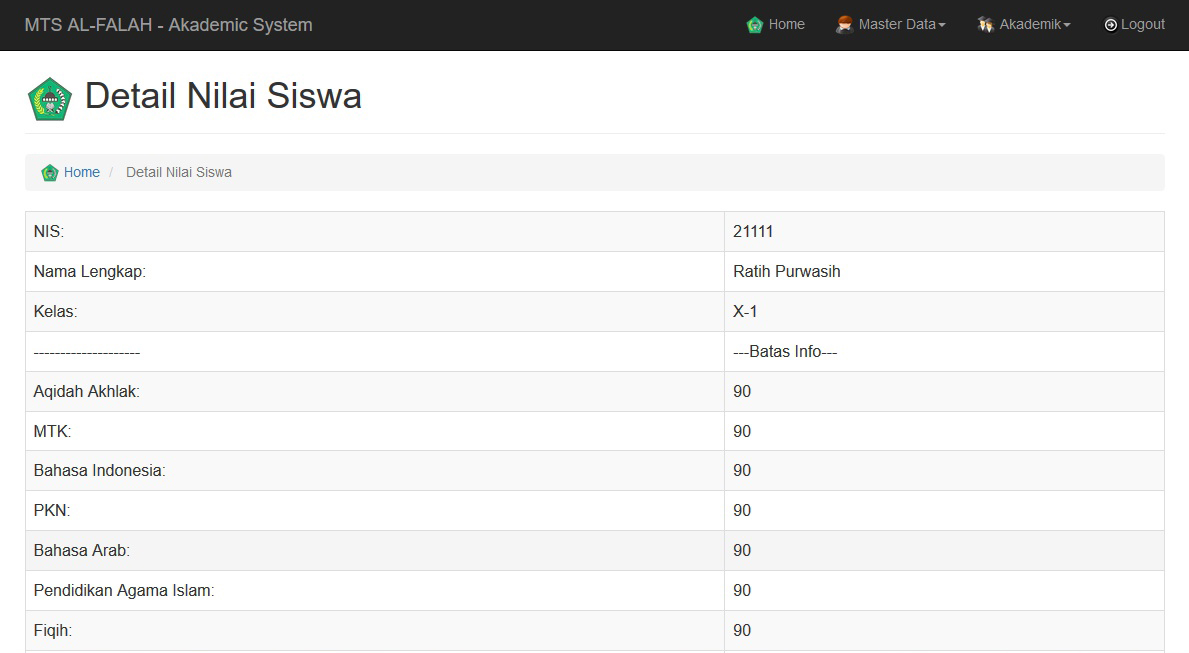 MTS AL-FALAH - Akademic System Home Master Data Akademik Logout
Detail Nilai Siswa
Home / Detail Nilai Siswa
NIS: 21111
Nama Lengkap: Ratih Purwasih
Kelas: X-1
-------------------- ---Batas Info---
Aqidah Akhlak: 90
MTK: 90
Bahasa Indonesia: 90
PKN: 90
Bahasa Arab: 90
Pendidikan Agama Islam: 90
Fiqih: 90